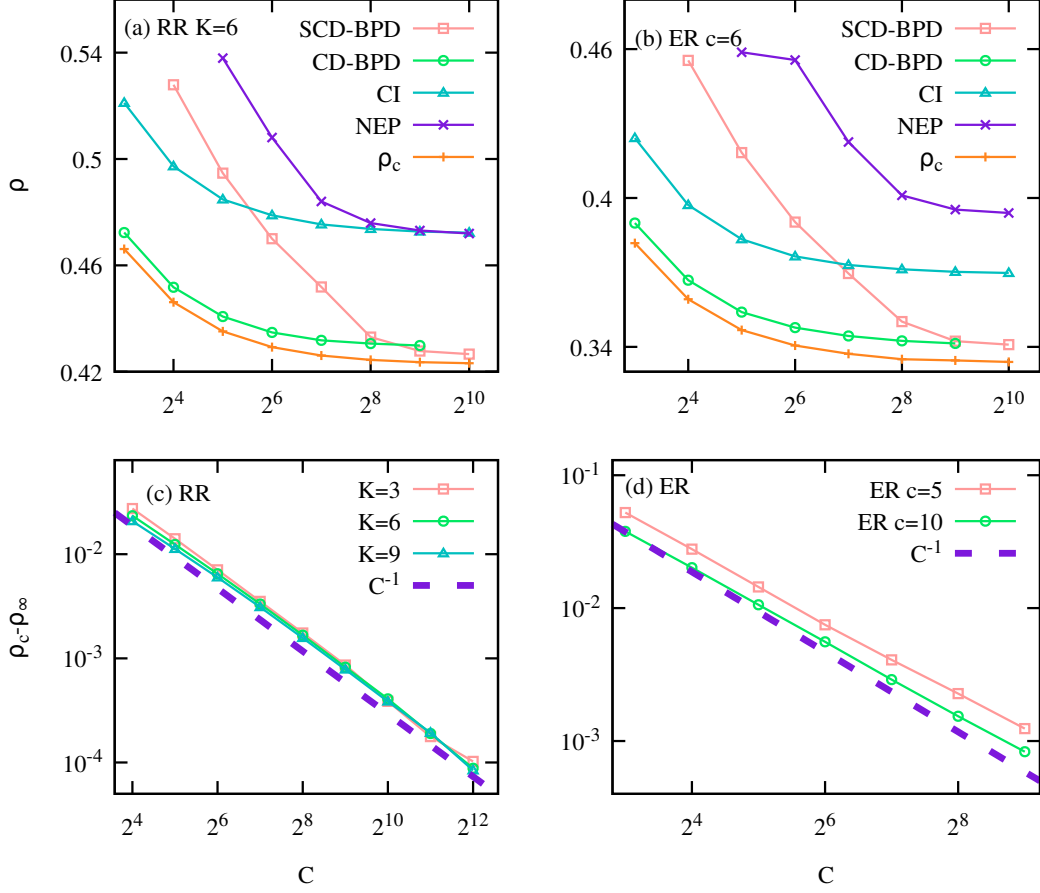 (a) RR K=6
SCD-BPD
CD-BPD
CI
NEP
ρc
0.54
0.5
0.46
0.42
ρ
2^4
2^6
2^8
2^10
(b) ER c=6
SCD-BPD
CD-BPD
CI
NEP
ρc
0.46
0.4
0.34
2^4
2^6
2^8
2^10
(c) RR
K=3
K=6
K=9
C^-1
10^-2
10^-3
10^-4
ρc-ρ∞
2^4
2^6
2^8
2^10
2^12
C
(d) ER
ER c=5
ER c=10
C^-1
10^-1
10^-2
10^-3
2^4
2^6
2^8
C